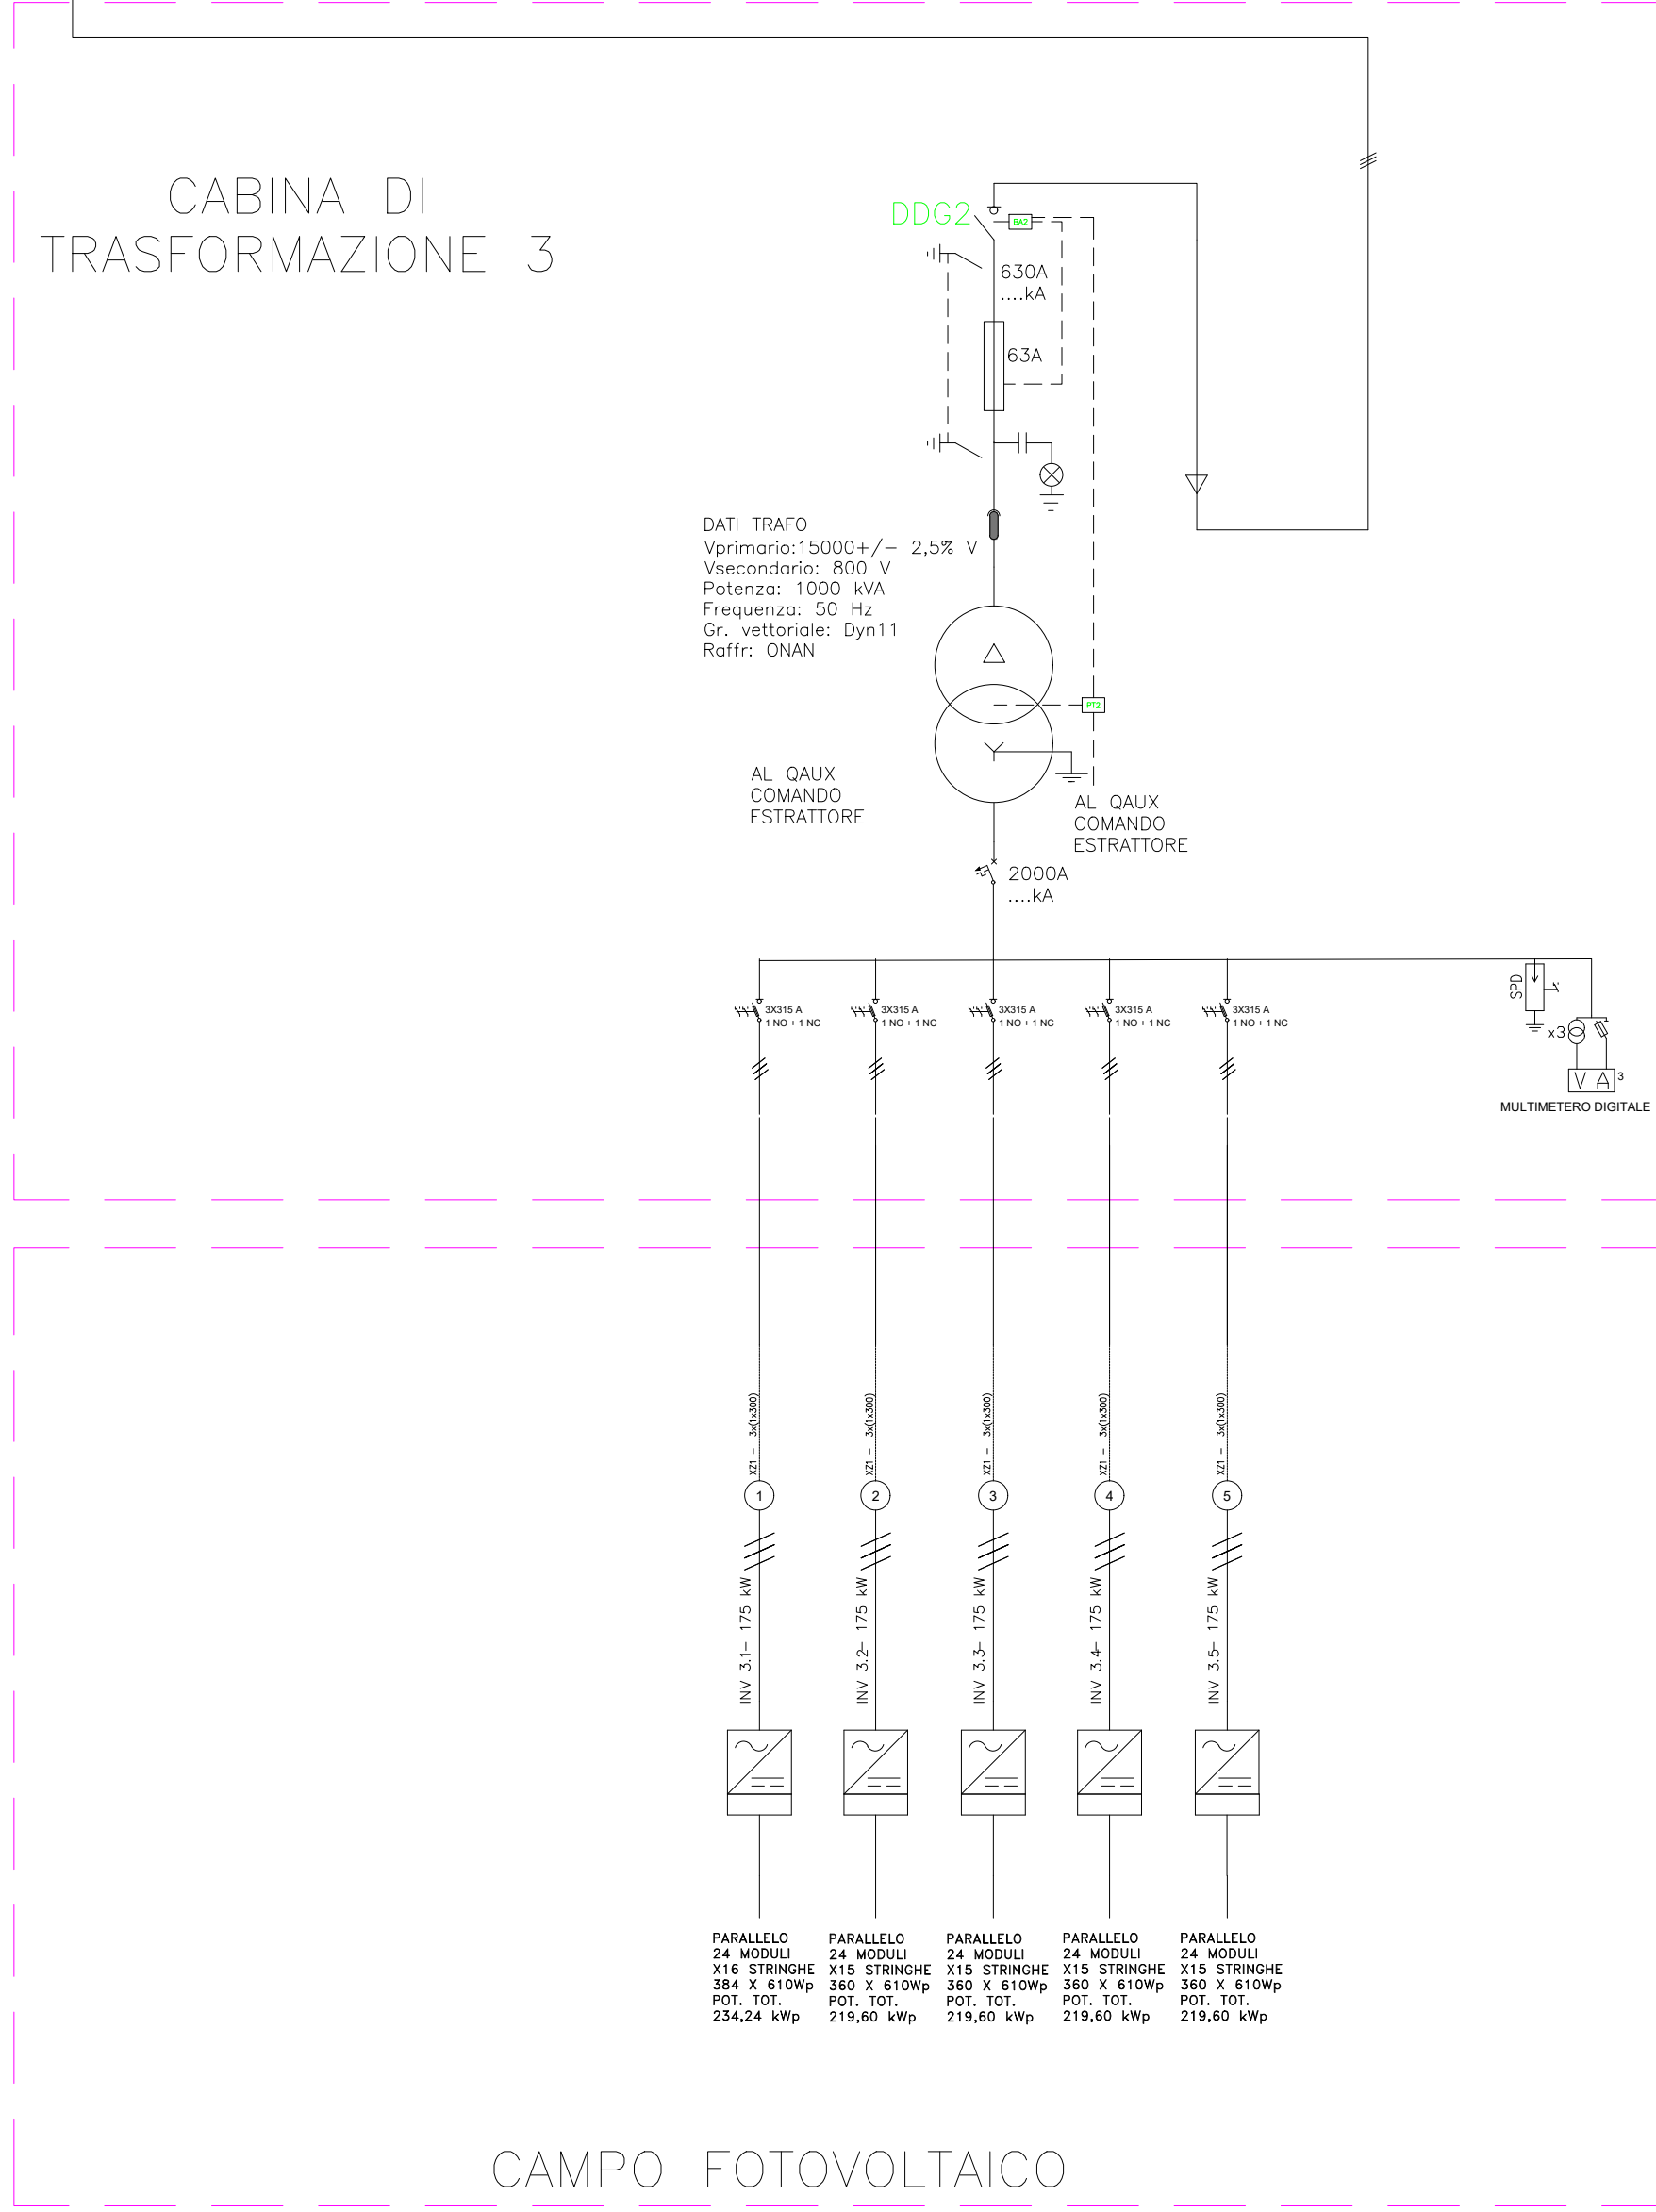 CABINA DI
TRASFORMAZIONE 3
DDG2
BA2
630A
....kA
63A
DATI TRAFO
Vprimario:15000+/- 2,5% V
Vsecondario: 800 V
Potenza: 1000 kVA
Frequenza: 50 Hz
Gr. vettoriale: Dyn11
Raffr: ONAN
PT2
AL QAUX
COMANDO
ESTRATTORE
AL QAUX
COMANDO
ESTRATTORE
2000A
....kA
3X315 A
1 NO + 1 NC
3X315 A
1 NO + 1 NC
3X315 A
1 NO + 1 NC
3X315 A
1 NO + 1 NC
3X315 A
1 NO + 1 NC
SPD
x3
V A 3
MULTIMETERO DIGITALE
XZ1 - 3x(1x300)
XZ1 - 3x(1x300)
XZ1 - 3x(1x300)
XZ1 - 3x(1x300)
XZ1 - 3x(1x300)
1
2
3
4
5
INV 3.1- 175 kW
INV 3.2- 175 kW
INV 3.3- 175 kW
INV 3.4- 175 kW
INV 3.5- 175 kW
PARALLELO
24 MODULI
X16 STRINGHE
384 X 610Wp
POT. TOT.
234,24 kWp
PARALLELO
24 MODULI
X15 STRINGHE
360 X 610Wp
POT. TOT.
219,60 kWp
PARALLELO
24 MODULI
X15 STRINGHE
360 X 610Wp
POT. TOT.
219,60 kWp
PARALLELO
24 MODULI
X15 STRINGHE
360 X 610Wp
POT. TOT.
219,60 kWp
PARALLELO
24 MODULI
X15 STRINGHE
360 X 610Wp
POT. TOT.
219,60 kWp
CAMPO FOTOVOLTAICO